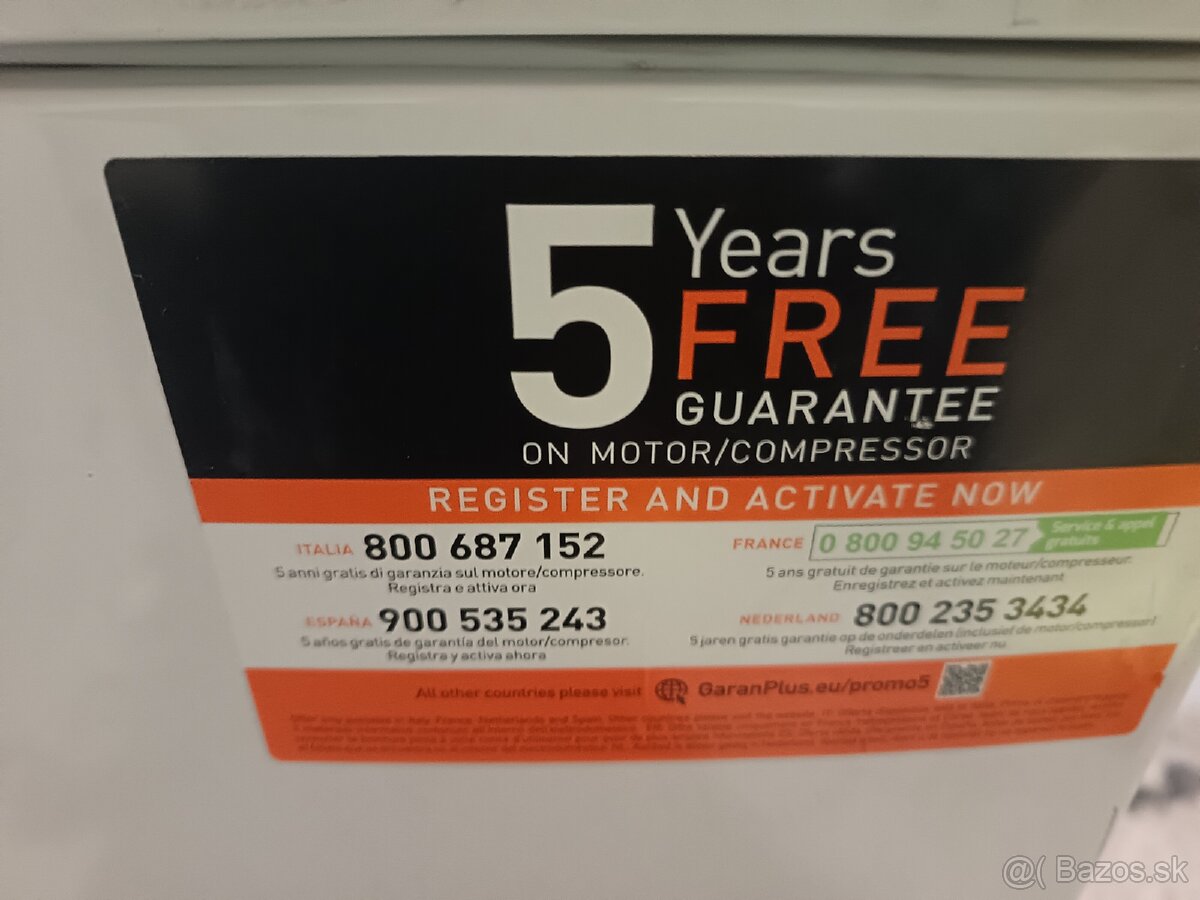 5 Years
FREE
GUARANTEE
ON MOTOR/COMPRESSOR
REGISTER AND ACTIVATE NOW
ITALIA 800 687 152
5 anni gratis di garanzia sul motore/compressore.
Registra e attiva ora
ESPAÑA 900 535 243
5 años gratis de garantía del motor/compresor.
Registra y activa ahora
FRANCE 0 800 94 50 27 Service & appel
gratuits
5 ans gratuit de garantie sur le moteur/compresseur.
Enregistrez et activez maintenant
NEDERLAND 800 235 3434
5 jaren gratis garantie op de onderdelen (inclusief de motor/compressor)
Registreer en activeer nu
All other countries please visit GaranPlus.eu/promo5
@( Bazos.sk